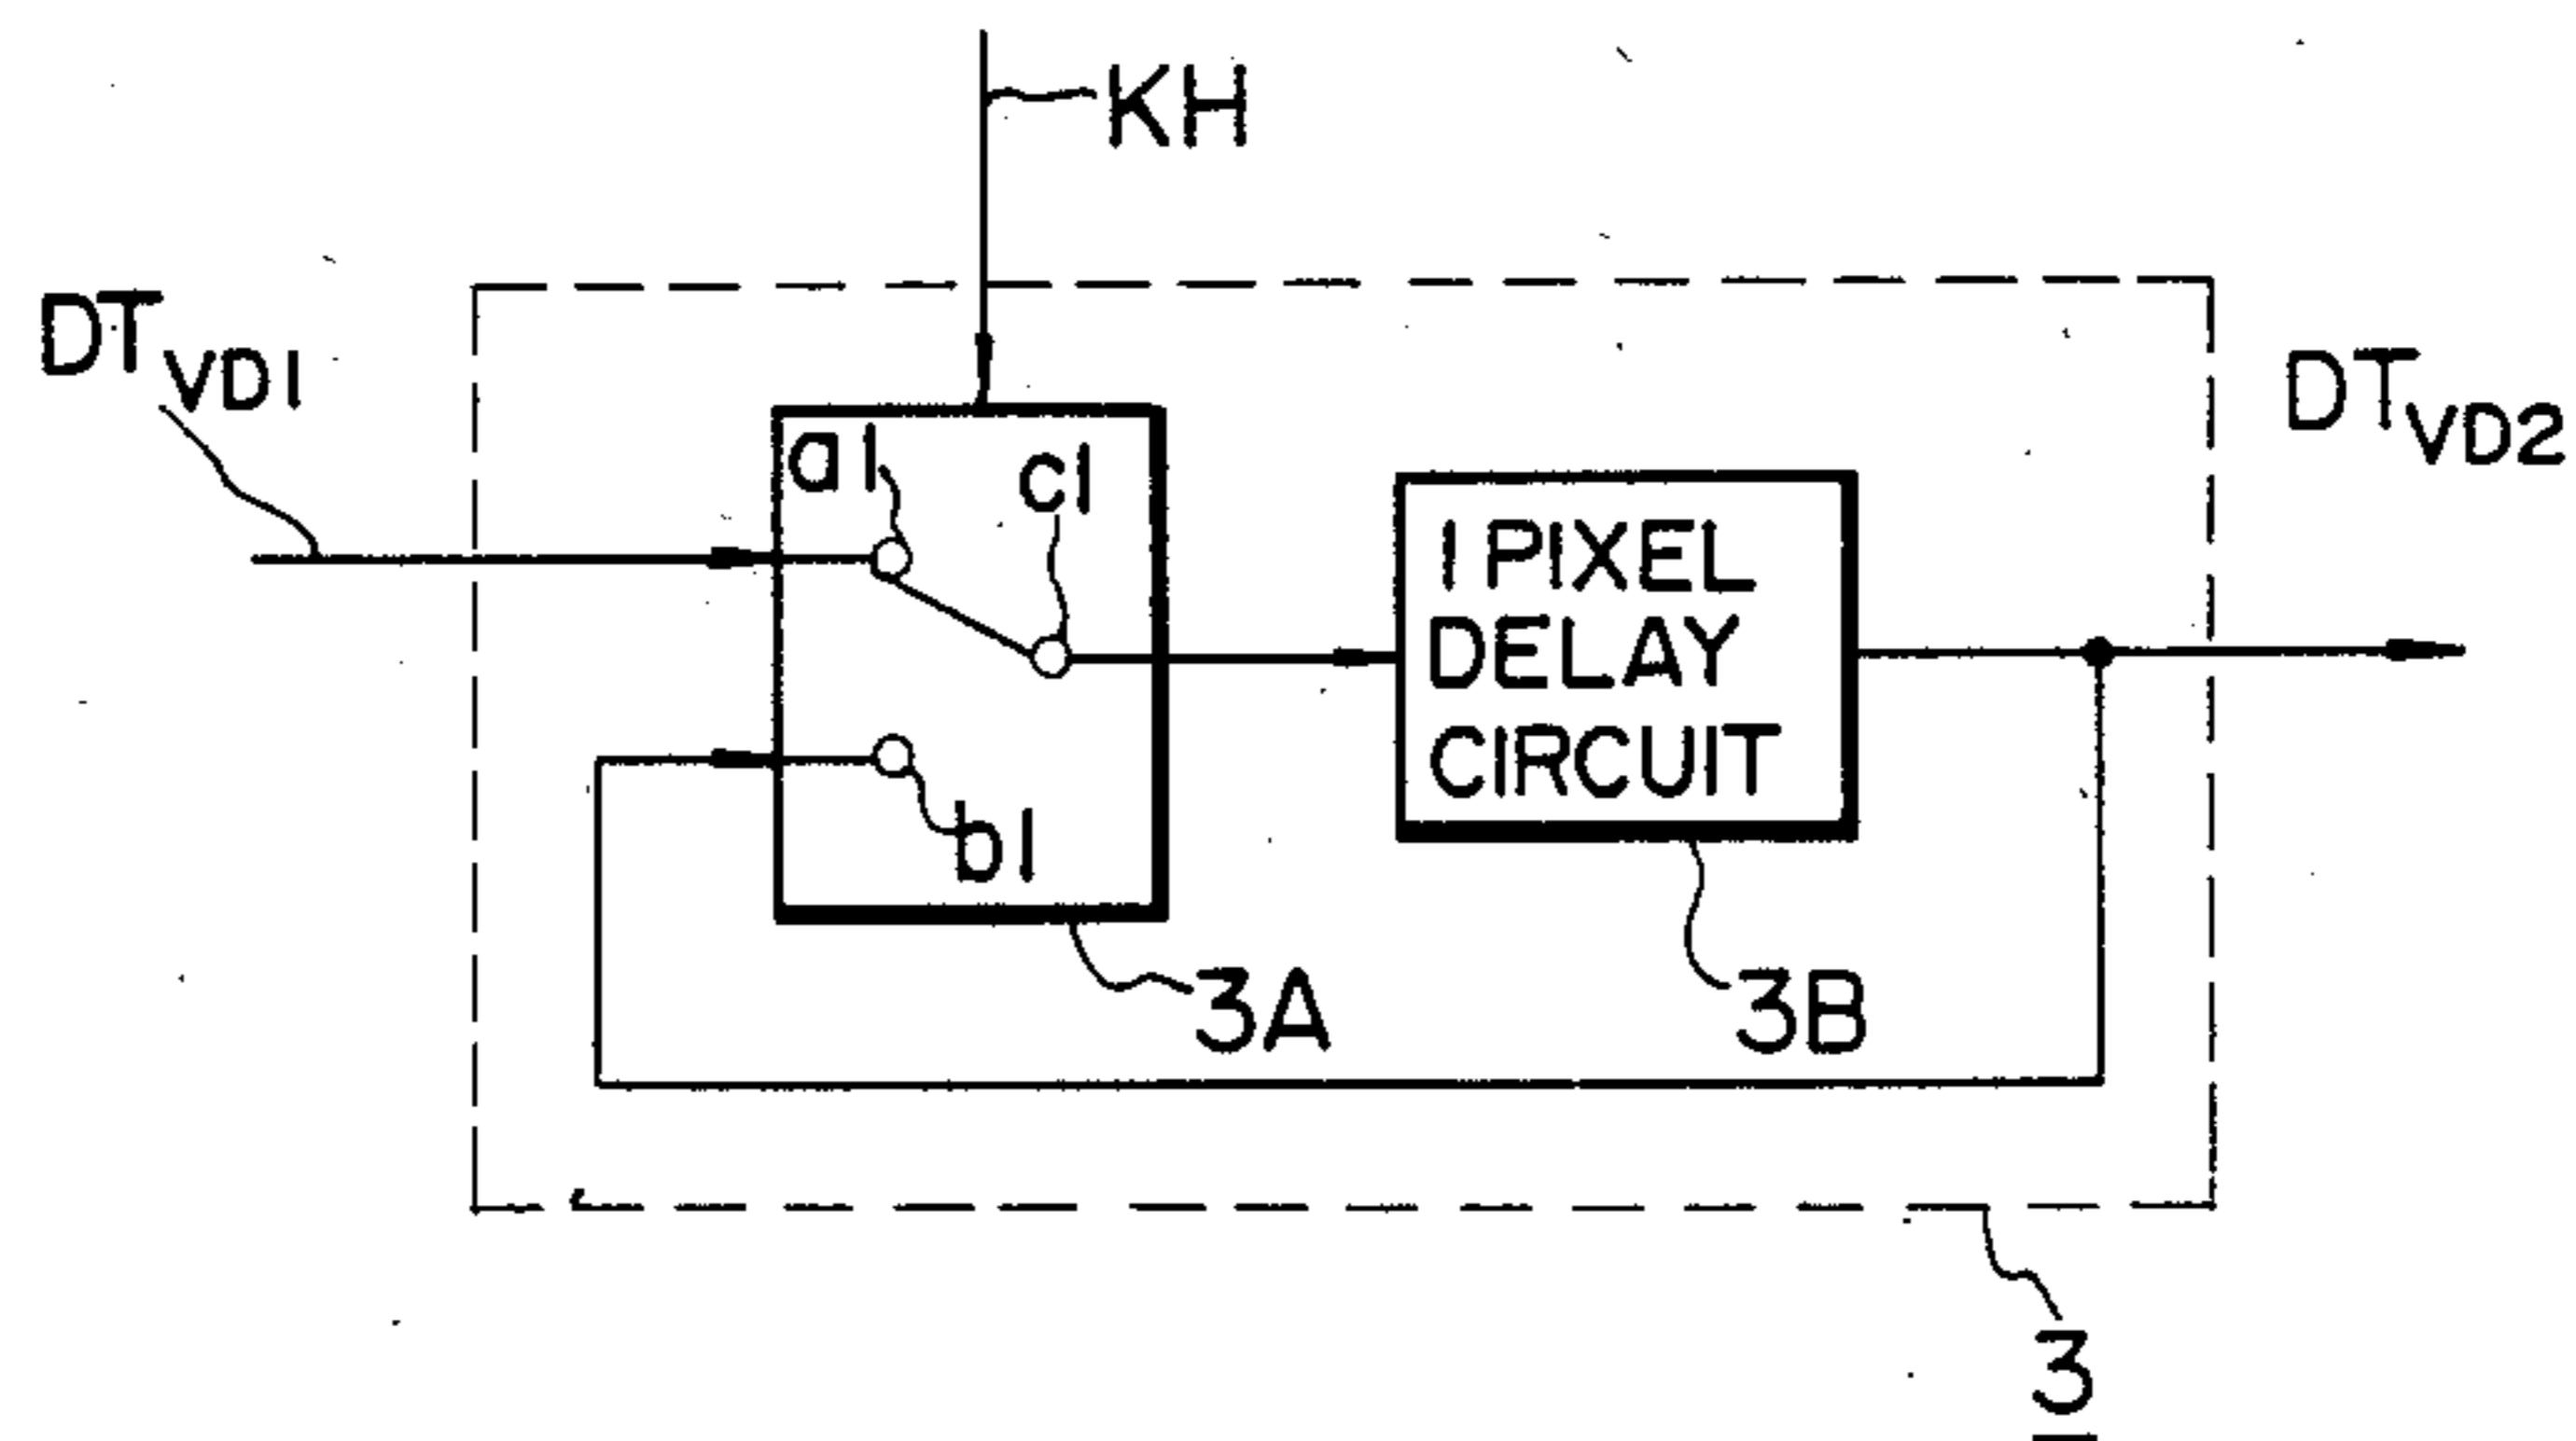 KH
DTVD1
DTVD2
a1
c1
1 PIXEL
DELAY
CIRCUIT
b1
3A
3B
3